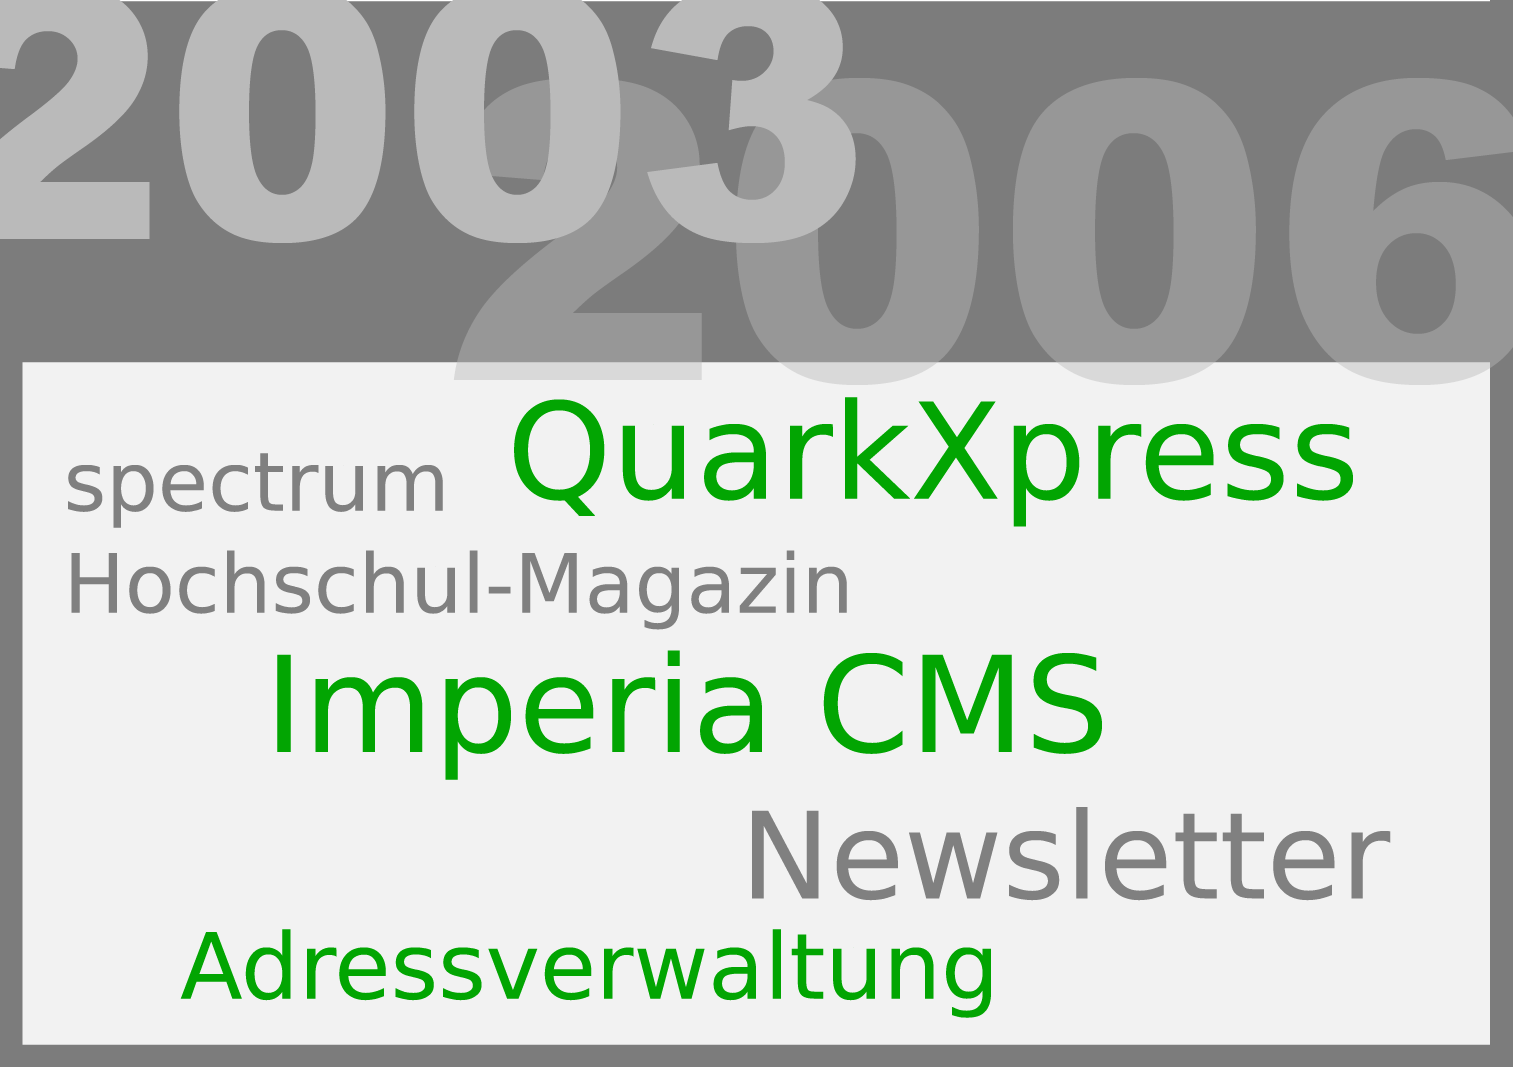 2003
2006
spectrum QuarkXpress
Hochschul-Magazin
Imperia CMS
Newsletter
Adressverwaltung